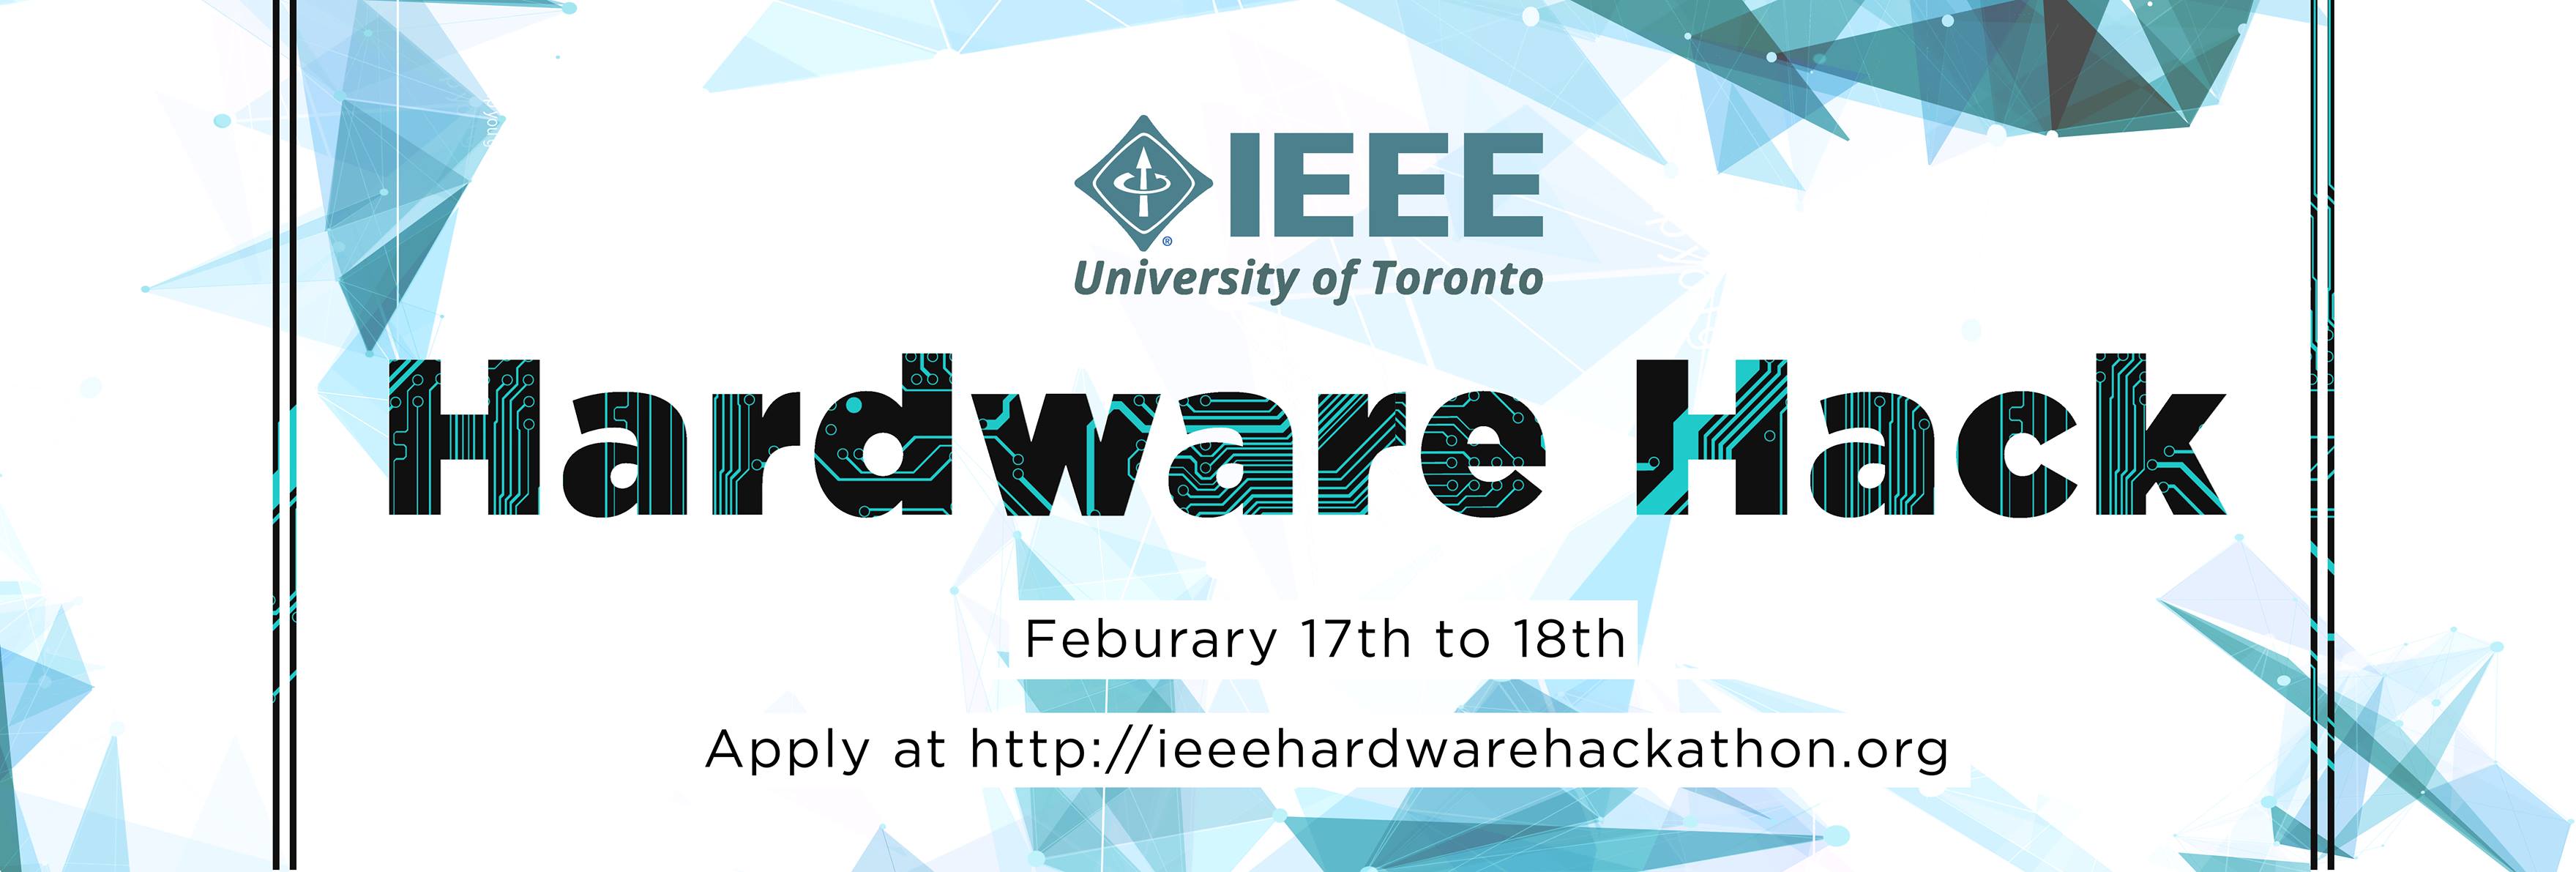 IEEE
®
University of Toronto
Hardware Hack
Feburary 17th to 18th
Apply at http://ieeehardwarehackathon.org